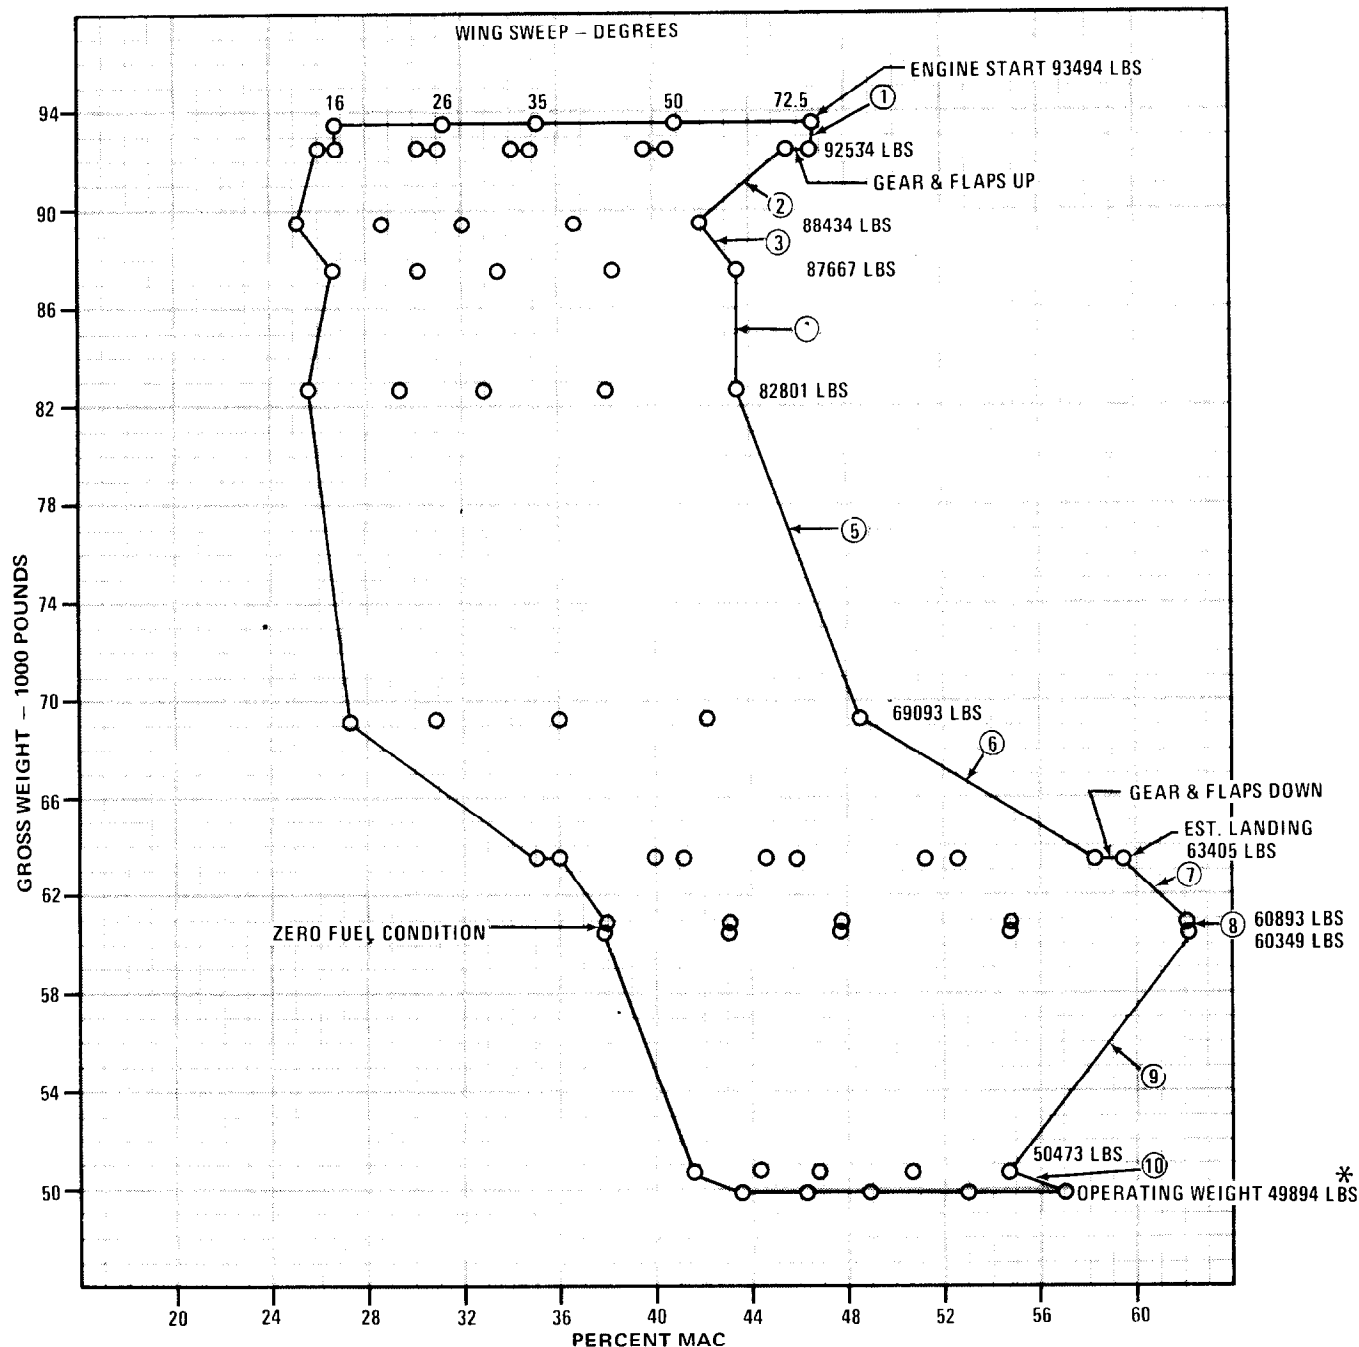 WING SWEEP – DEGREES
ENGINE START 93494 LBS
16 26 35 50 72.5
1
94
92534 LBS
GEAR & FLAPS UP
2
90
88434 LBS
3
87667 LBS
86
82801 LBS
82
78
5
GROSS WEIGHT – 1000 POUNDS
74
70
69093 LBS
6
GEAR & FLAPS DOWN
66
EST. LANDING
63405 LBS
7
62
ZERO FUEL CONDITION
8 60893 LBS
60349 LBS
58
9
54
50473 LBS
10
*
50
OPERATING WEIGHT 49894 LBS
20 24 28 32 36 40 44 48 52 56 60
PERCENT MAC